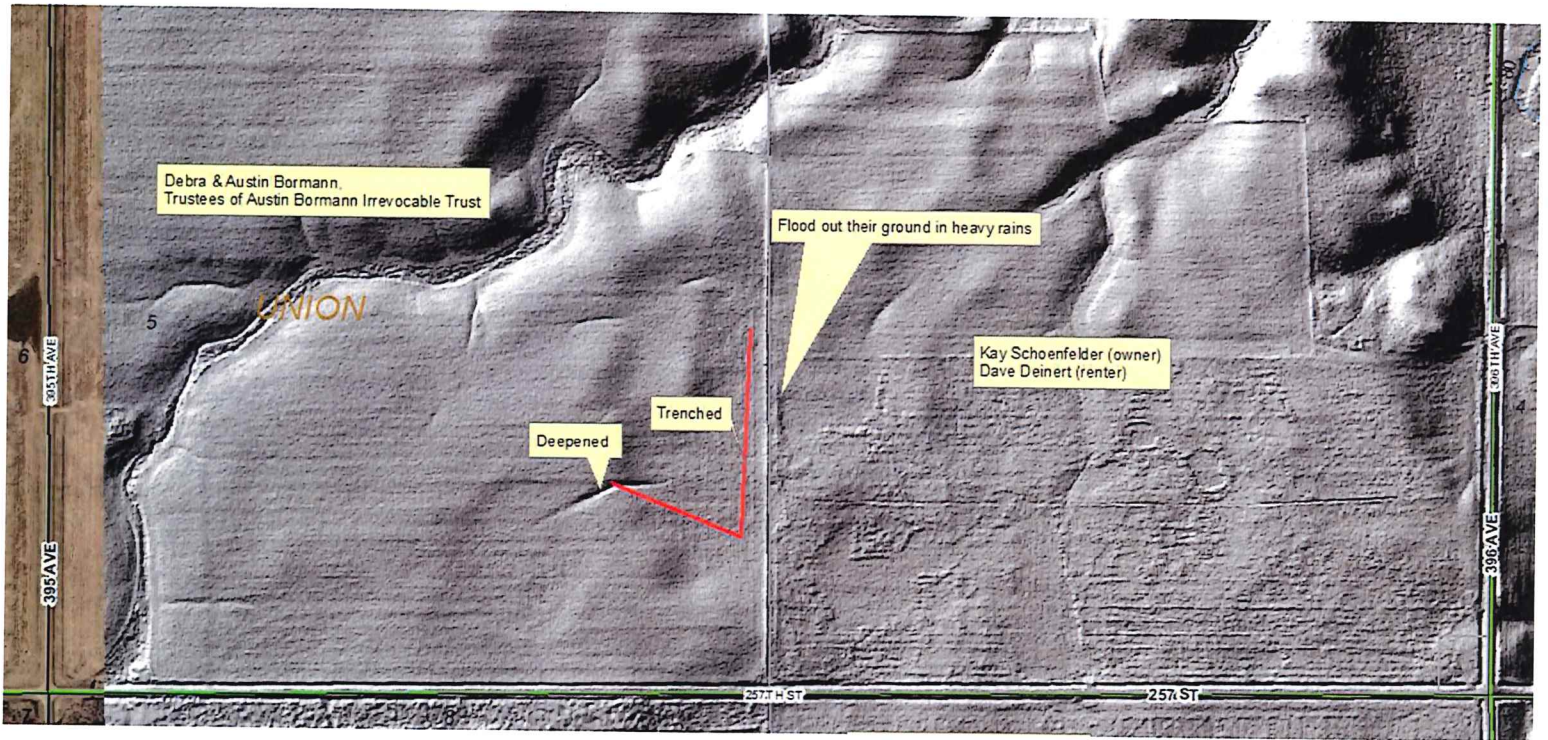 Debra & Austin Bormann,
Trustees of Austin Bormann Irrevocable Trust
Flood out their ground in heavy rains
UNION
5
6
395TH AVE
Kay Schoenfelder (owner)
Dave Deinert (renter)
396TH AVE
4
Trenched
Deepened
395 AVE
396 AVE
257TH ST
257 ST
7
8